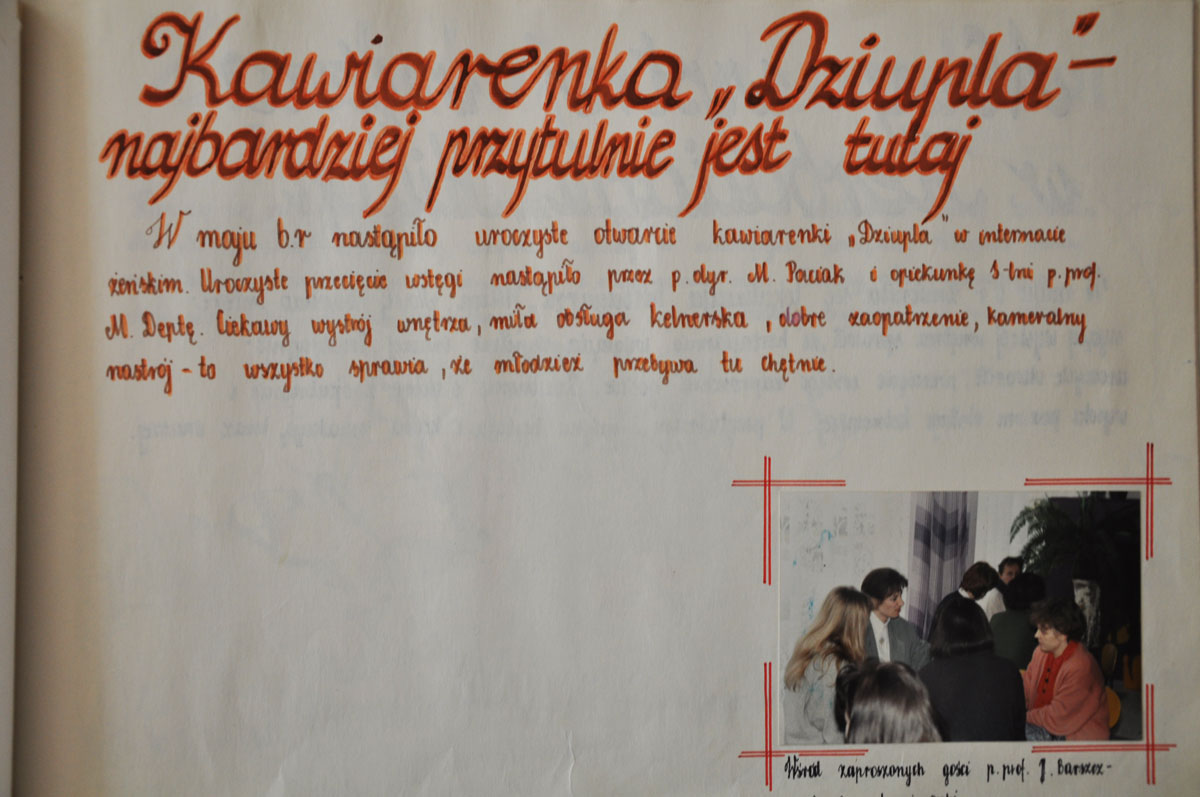 Kawiarenka „Dziupla" –
najbardziej przytulnie jest tutaj
W maju b.r nastąpiło uroczyste otwarcie kawiarenki „Dziupla" w internacie
żeńskim. Uroczyste przecięcie wstęgi nastąpiło przez p. dyr. M. Paciak i opiekunkę S-lni p. prof.
M. Deptę. Ciekawy wystrój wnętrza, miła obsługa kelnerska, dobre zaopatrzenie, kameralny
nastrój - to wszystko sprawia, że młodzież przebywa tu chętnie.
Wśród zaproszonych gości p. prof. J. Barszcz-